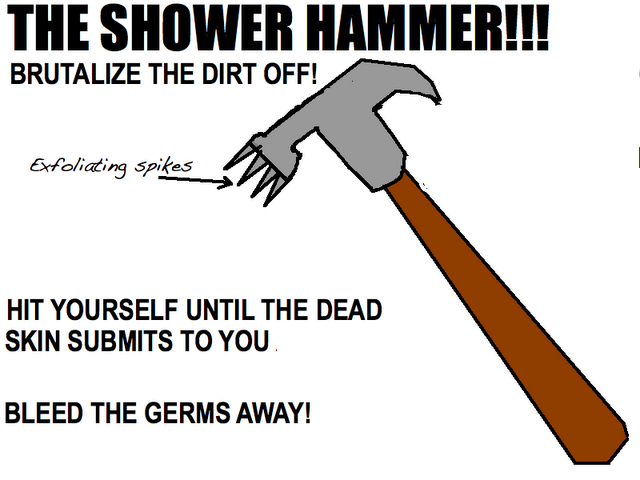 THE SHOWER HAMMER!!!
BRUTALIZE THE DIRT OFF!
Exfoliating spikes
HIT YOURSELF UNTIL THE DEAD
SKIN SUBMITS TO YOU.
BLEED THE GERMS AWAY!